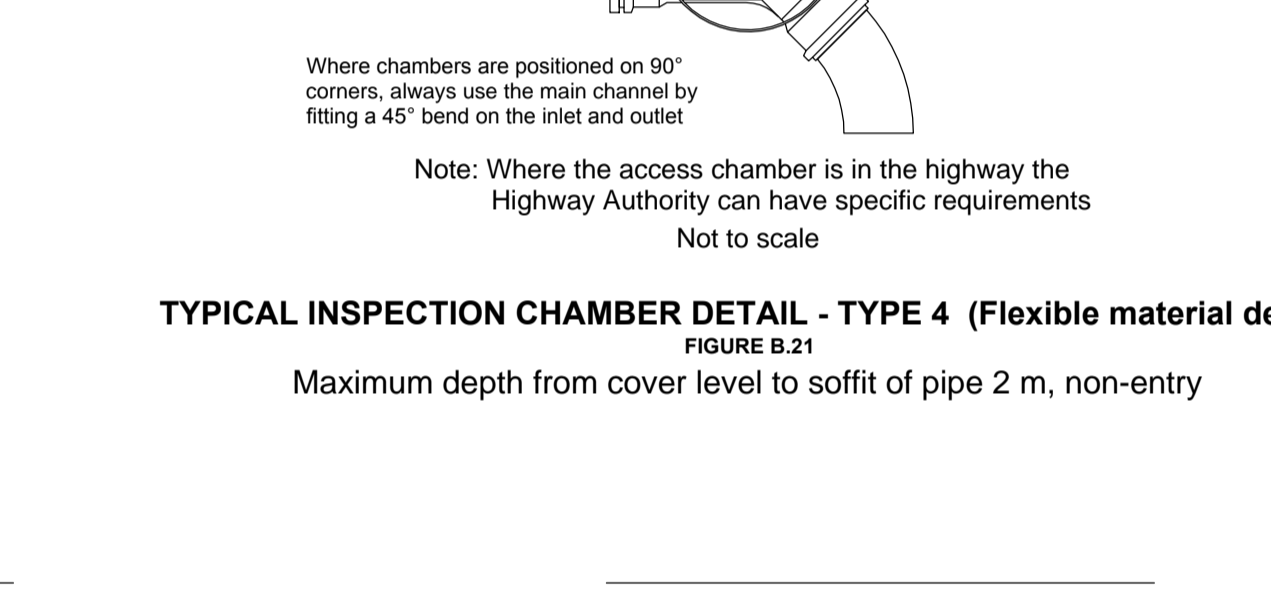 Where chambers are positioned on 90°
corners, always use the main channel by
fitting a 45° bend on the inlet and outlet
Note: Where the access chamber is in the highway the
Highway Authority can have specific requirements
Not to scale
TYPICAL INSPECTION CHAMBER DETAIL - TYPE 4 (Flexible material
FIGURE B.21
Maximum depth from cover level to soffit of pipe 2 m, non-entry